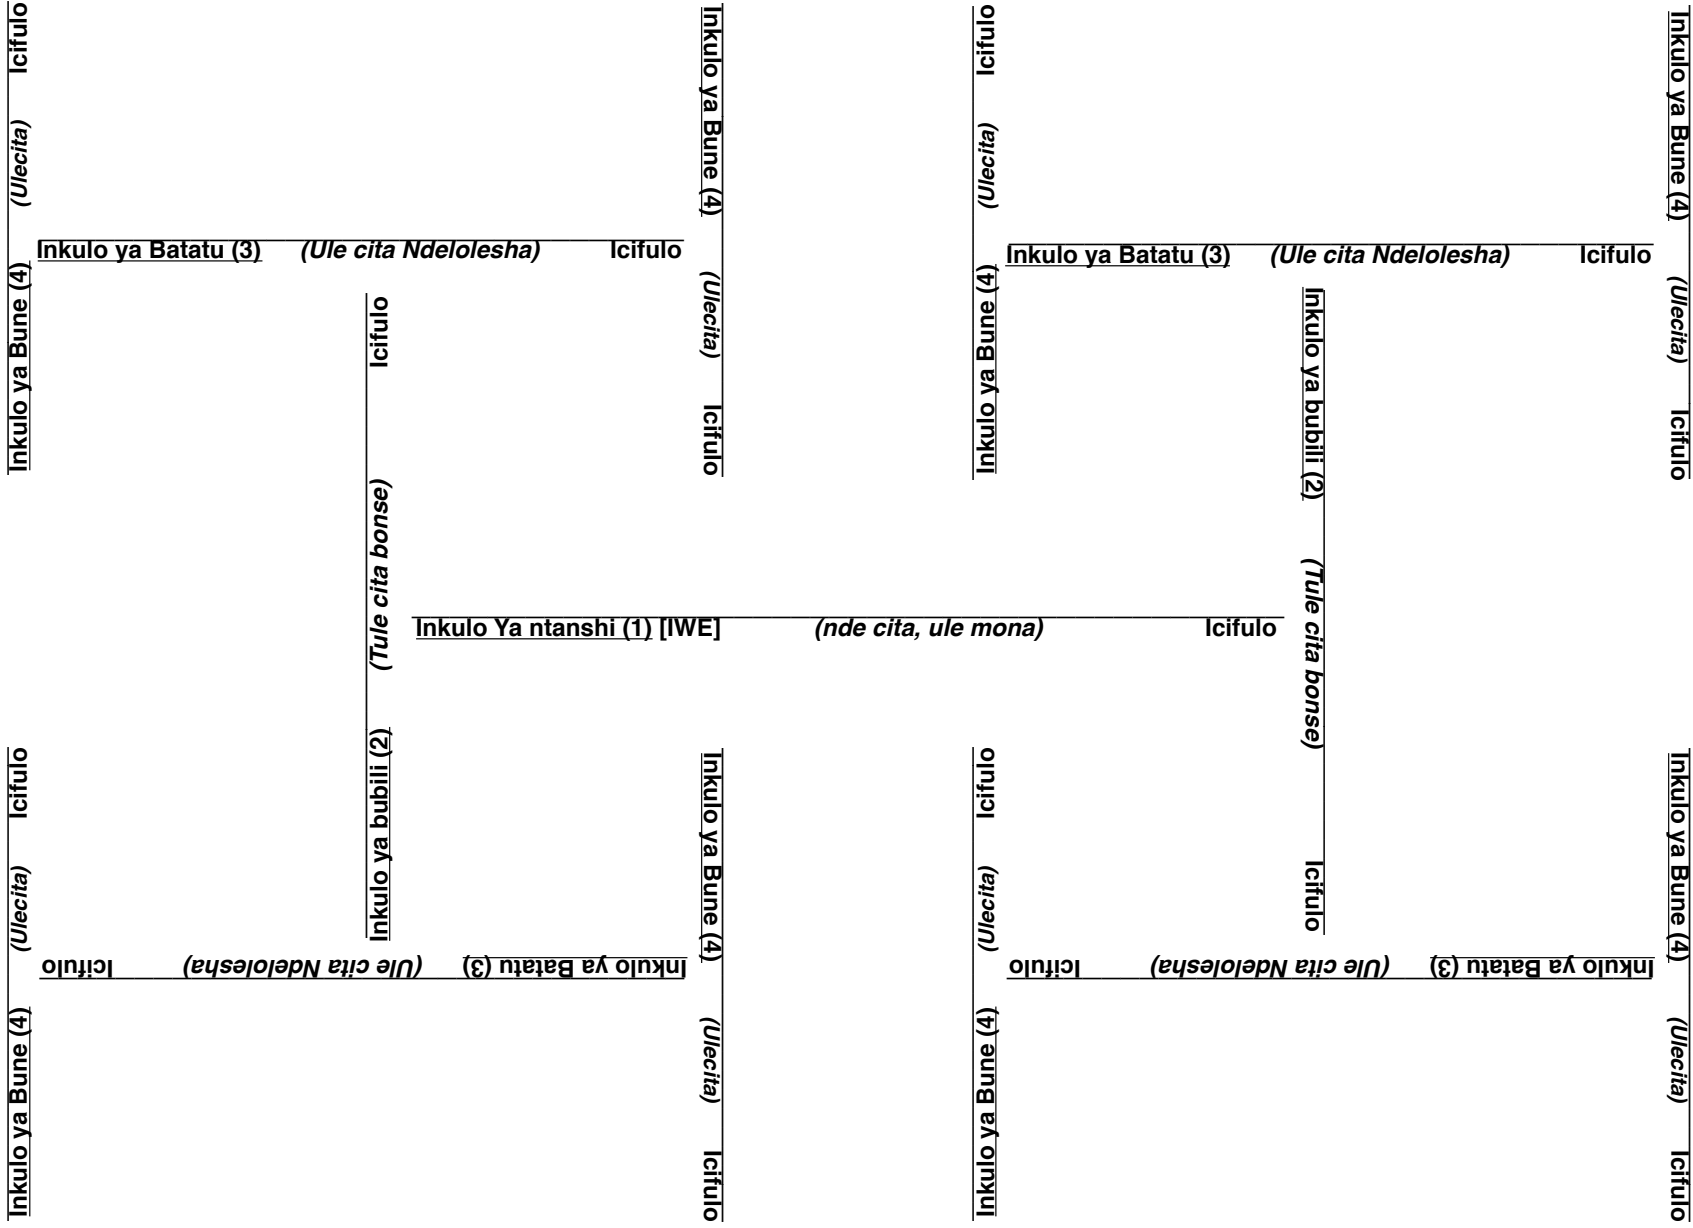 Inkulo ya Bune (4) (Ulecita) Icifulo
Inkulo ya Batatu (3) (Ule cita Ndelolesha) Icifulo
Inkulo ya Bune (4) (Ulecita) Icifulo
Inkulo ya Bune (4) (Ulecita) Icifulo
Inkulo ya Batatu (3) (Ule cita Ndelolesha) Icifulo
Inkulo ya Bune (4) (Ulecita) Icifulo
Inkulo ya bubili (2) (Tule cita bonse) Icifulo
Inkulo Ya ntanshi (1) [IWE] (nde cita, ule mona) Icifulo
Inkulo ya bubili (2) (Tule cita bonse) Icifulo
Inkulo ya Bune (4) (Ulecita) Icifulo
Inkulo ya Batatu (3) (Ule cita Ndelolesha) Icifulo
Inkulo ya Bune (4) (Ulecita) Icifulo
Inkulo ya Bune (4) (Ulecita) Icifulo
Inkulo ya Batatu (3) (Ule cita Ndelolesha) Icifulo
Inkulo ya Bune (4) (Ulecita) Icifulo